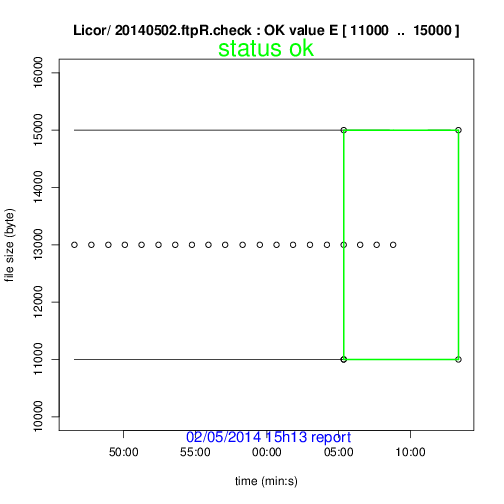 Licor/ 20140502.ftpR.check : OK value E [ 11000 .. 15000 ]
status ok
16000
15000
14000
13000
12000
11000
10000
file size (byte)
02/05/2014 15h13 report
50:00 55:00 00:00 05:00 10:00
time (min:s)